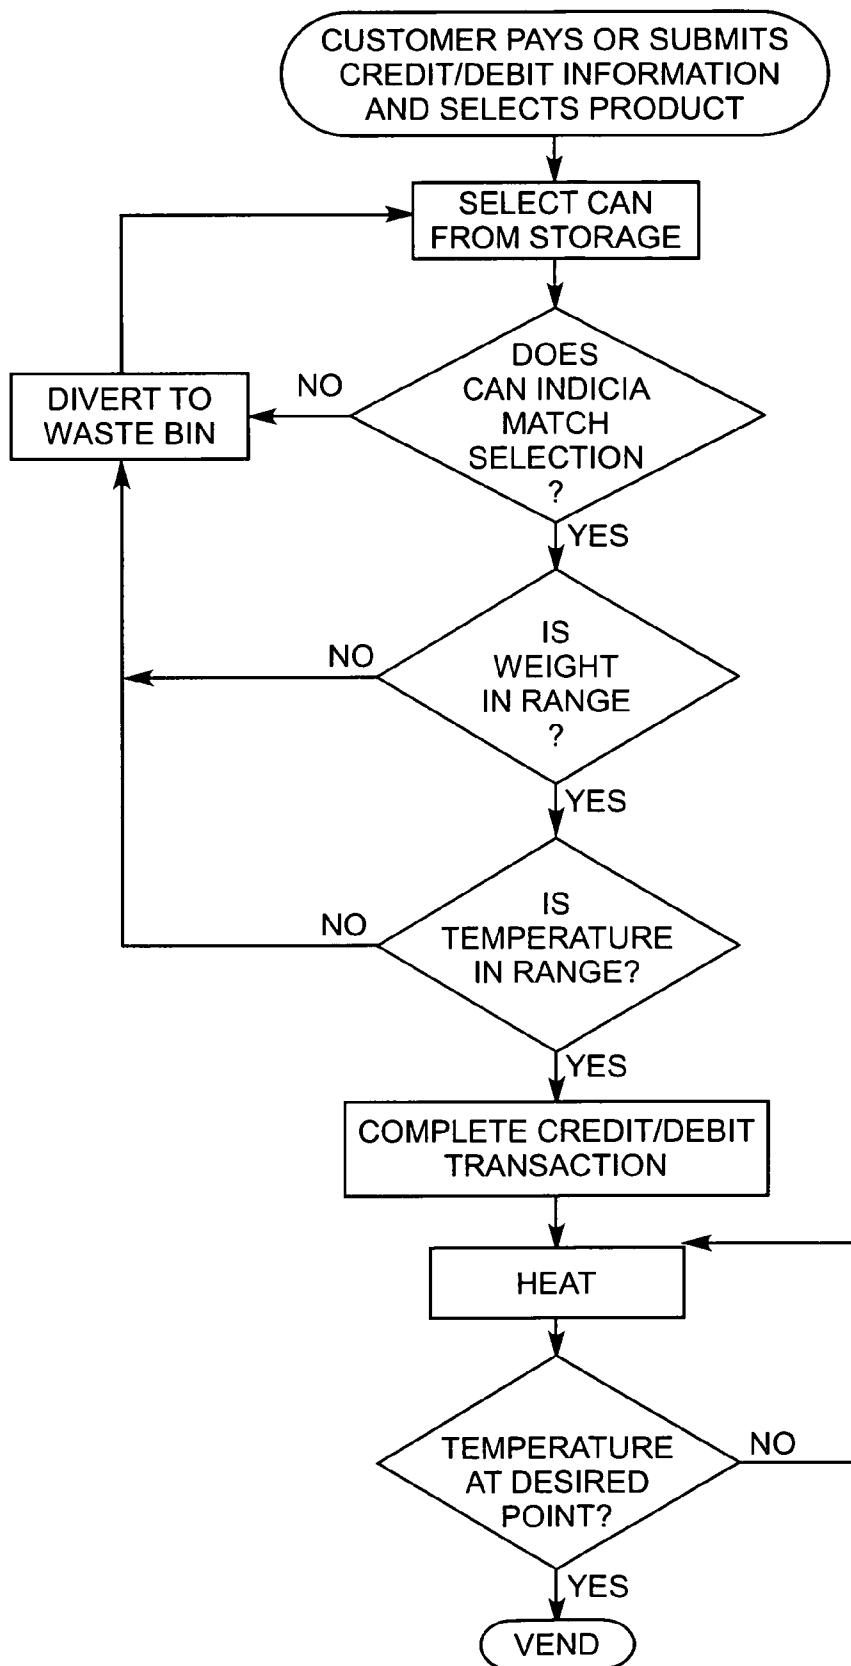 CUSTOMER PAYS OR SUBMITS
CREDIT/DEBIT INFORMATION
AND SELECTS PRODUCT
SELECT CAN
FROM STORAGE
DOES
CAN INDICIA
MATCH
SELECTION
?
NO
DIVERT TO
WASTE BIN
YES
IS
WEIGHT
IN RANGE
?
NO
YES
IS
TEMPERATURE
IN RANGE?
NO
YES
COMPLETE CREDIT/DEBIT
TRANSACTION
HEAT
TEMPERATURE
AT DESIRED
POINT?
NO
YES
VEND